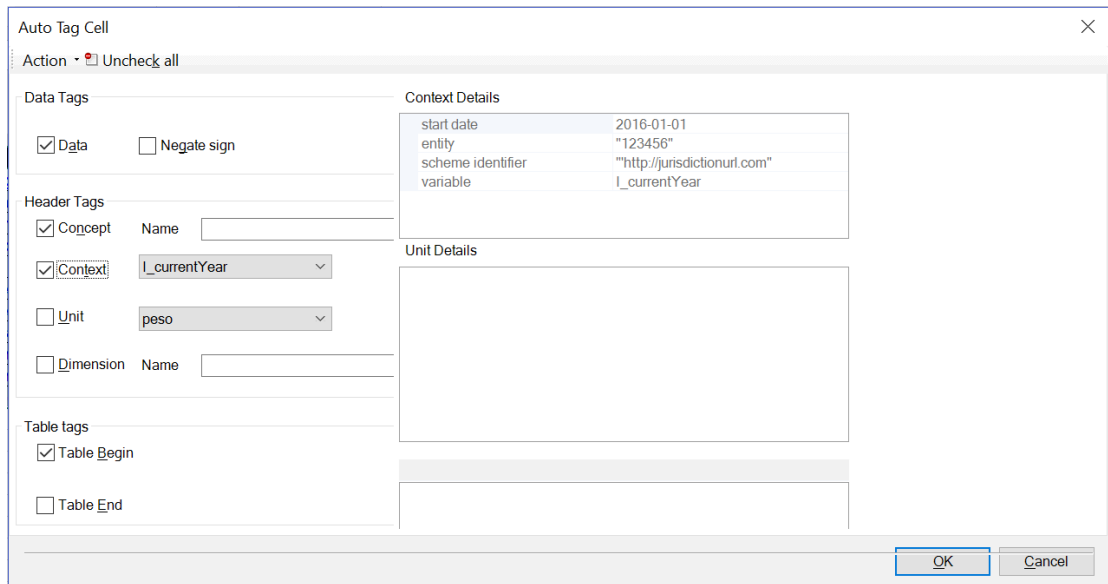 Auto Tag Cell
Action Uncheck all
Data Tags
Data Negate sign
Header Tags
Concept Name
Context I_currentYear
Unit peso
Dimension Name
Table tags
Table Begin
Table End
Context Details
start date 2016-01-01
entity "123456"
scheme identifier "'http://jurisdictionurl.com"
variable I_currentYear
Unit Details
OK Cancel